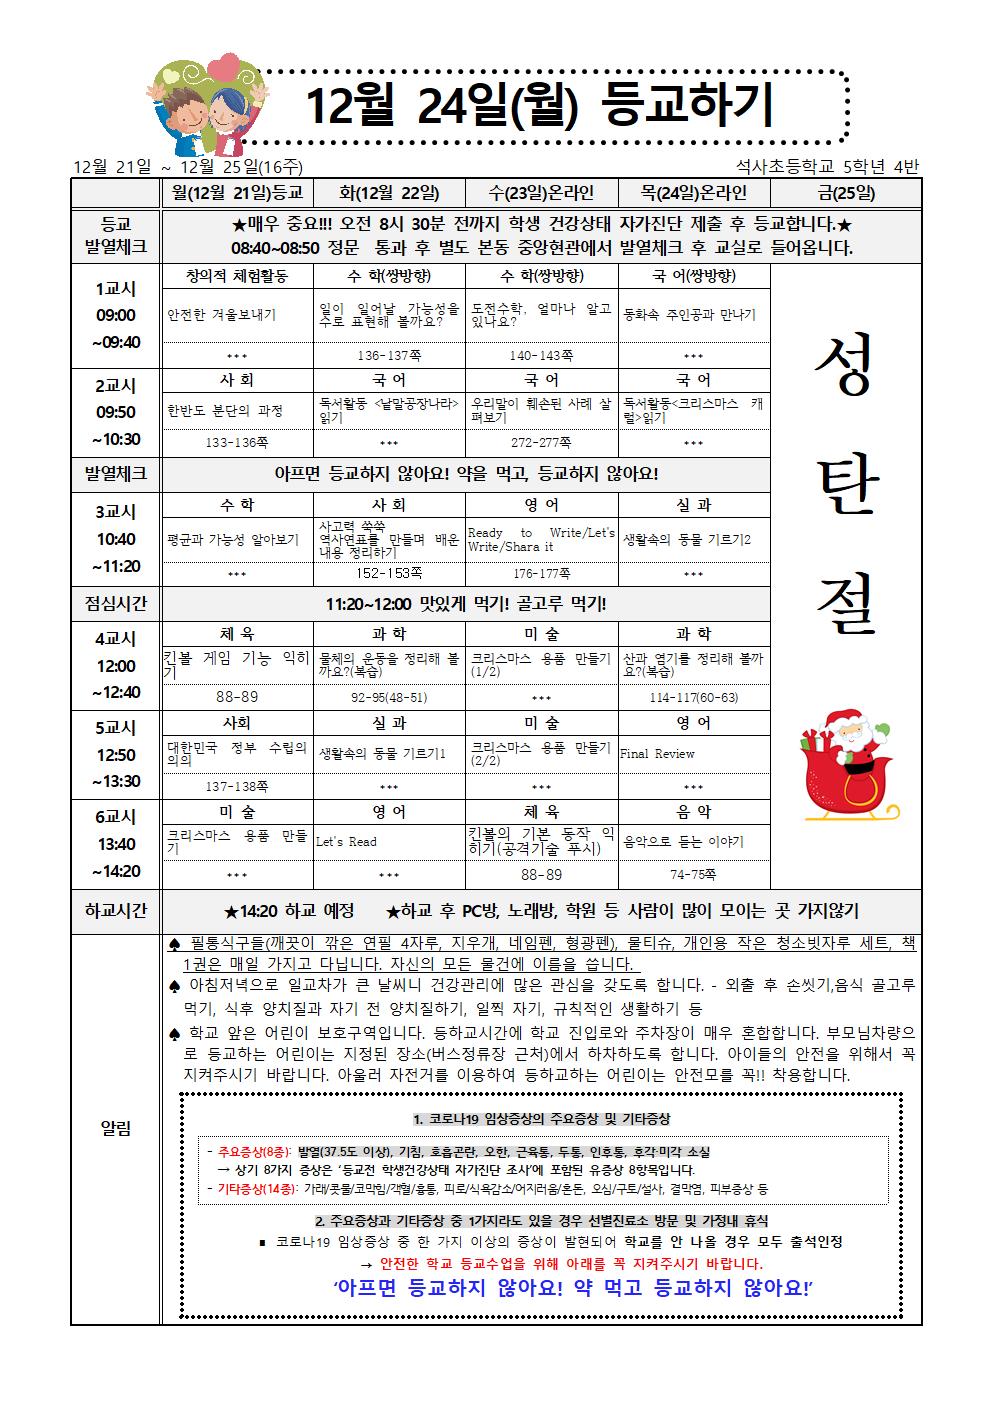 12월 24일(월) 등교하기
12월 21일 ~ 12월 25일(16주)
석사초등학교 5학년 4반
월(12월 21일)등교 화(12월 22일) 수(23일)온라인 목(24일)온라인 금(25일)
등교
발열체크
★매우 중요!!! 오전 8시 30분 전까지 학생 건강상태 자가진단 제출 후 등교합니다.★
08:40~08:50 정문 통과 후 별도 본동 중앙현관에서 발열체크 후 교실로 들어옵니다.
1교시
09:00
~09:40
창의적 체험활동
안전한 겨울보내기
***
수 학(쌍방향)
일이 일어날 가능성을
수로 표현해 볼까요?
136-137쪽
수 학(쌍방향)
도전수학, 얼마나 알고
있나요?
140-143쪽
국 어(쌍방향)
동화속 주인공과 만나기
***
성
탄
절
2교시
09:50
~10:30
사 회
한반도 분단의 과정
133-136쪽
국 어
독서활동 <낱말공장나라>
읽기
***
국 어
우리말이 훼손된 사례 살
펴보기
272-277쪽
국 어
독서활동<크리스마스 캐
럴>읽기
***
발열체크
아프면 등교하지 않아요! 약을 먹고, 등교하지 않아요!
3교시
10:40
~11:20
수 학
평균과 가능성 알아보기
***
사 회
사고력 쑥쑥
역사연표를 만들며 배운
내용 정리하기
152-153쪽
영 어
Ready to Write/Let's
Write/Shara it
176-177쪽
실 과
생활속의 동물 기르기2
***
점심시간
11:20~12:00 맛있게 먹기! 골고루 먹기!
4교시
12:00
~12:40
체 육
킨볼 게임 기능 익히
기
88-89
과 학
물체의 운동을 정리해 볼
까요?(복습)
92-95(48-51)
미 술
크리스마스 용품 만들기
(1/2)
***
과 학
산과 염기를 정리해 볼까
요?(복습)
114-117(60-63)
5교시
12:50
~13:30
사회
대한민국 정부 수립의
의의
137-138쪽
실 과
생활속의 동물 기르기1
***
미 술
크리스마스 용품 만들기
(2/2)
***
영 어
Final Review
***
6교시
13:40
~14:20
미 술
크리스마스 용품 만들
기
***
영 어
Let's Read
***
체 육
킨볼의 기본 동작 익
히기(공격기술 푸시)
88-89
음 악
음악으로 듣는 이야기
74-75쪽
하교시간
★14:20 하교 예정 ★하교 후 PC방, 노래방, 학원 등 사람이 많이 모이는 곳 가지않기
알림
♠ 필통식구들(깨끗이 깎은 연필 4자루, 지우개, 네임펜, 형광펜), 물티슈, 개인용 작은 청소빗자루 세트, 책
1권은 매일 가지고 다닙니다. 자신의 모든 물건에 이름을 씁니다.
♠ 아침저녁으로 일교차가 큰 날씨니 건강관리에 많은 관심을 갖도록 합니다. - 외출 후 손씻기,음식 골고루
먹기, 식후 양치질과 자기 전 양치질하기, 일찍 자기, 규칙적인 생활하기 등
♠ 학교 앞은 어린이 보호구역입니다. 등하교시간에 학교 진입로와 주차장이 매우 혼합합니다. 부모님차량으
로 등교하는 어린이는 지정된 장소(버스정류장 근처)에서 하차하도록 합니다. 아이들의 안전을 위해서 꼭
지켜주시기 바랍니다. 아울러 자전거를 이용하여 등하교하는 어린이는 안전모를 꼭!! 착용합니다.
1. 코로나19 임상증상의 주요증상 및 기타증상
- 주요증상(8종): 발열(37.5도 이상), 기침, 호흡곤란, 오한, 근육통, 두통, 인후통, 후각·미각 소실
→ 상기 8가지 증상은 ‘등교전 학생건강상태 자가진단 조사’에 포함된 유증상 8항목입니다.
- 기타증상(14종): 가래/콧물/코막힘/객혈/흉통, 피로/식욕감소/어지러움/혼돈, 오심/구토/설사, 결막염, 피부증상 등
2. 주요증상과 기타증상 중 1가지라도 있을 경우 선별진료소 방문 및 가정내 휴식
■ 코로나19 임상증상 중 한 가지 이상의 증상이 발현되어 학교를 안 나올 경우 모두 출석인정
→ 안전한 학교 등교수업을 위해 아래를 꼭 지켜주시기 바랍니다.
‘아프면 등교하지 않아요! 약 먹고 등교하지 않아요!’